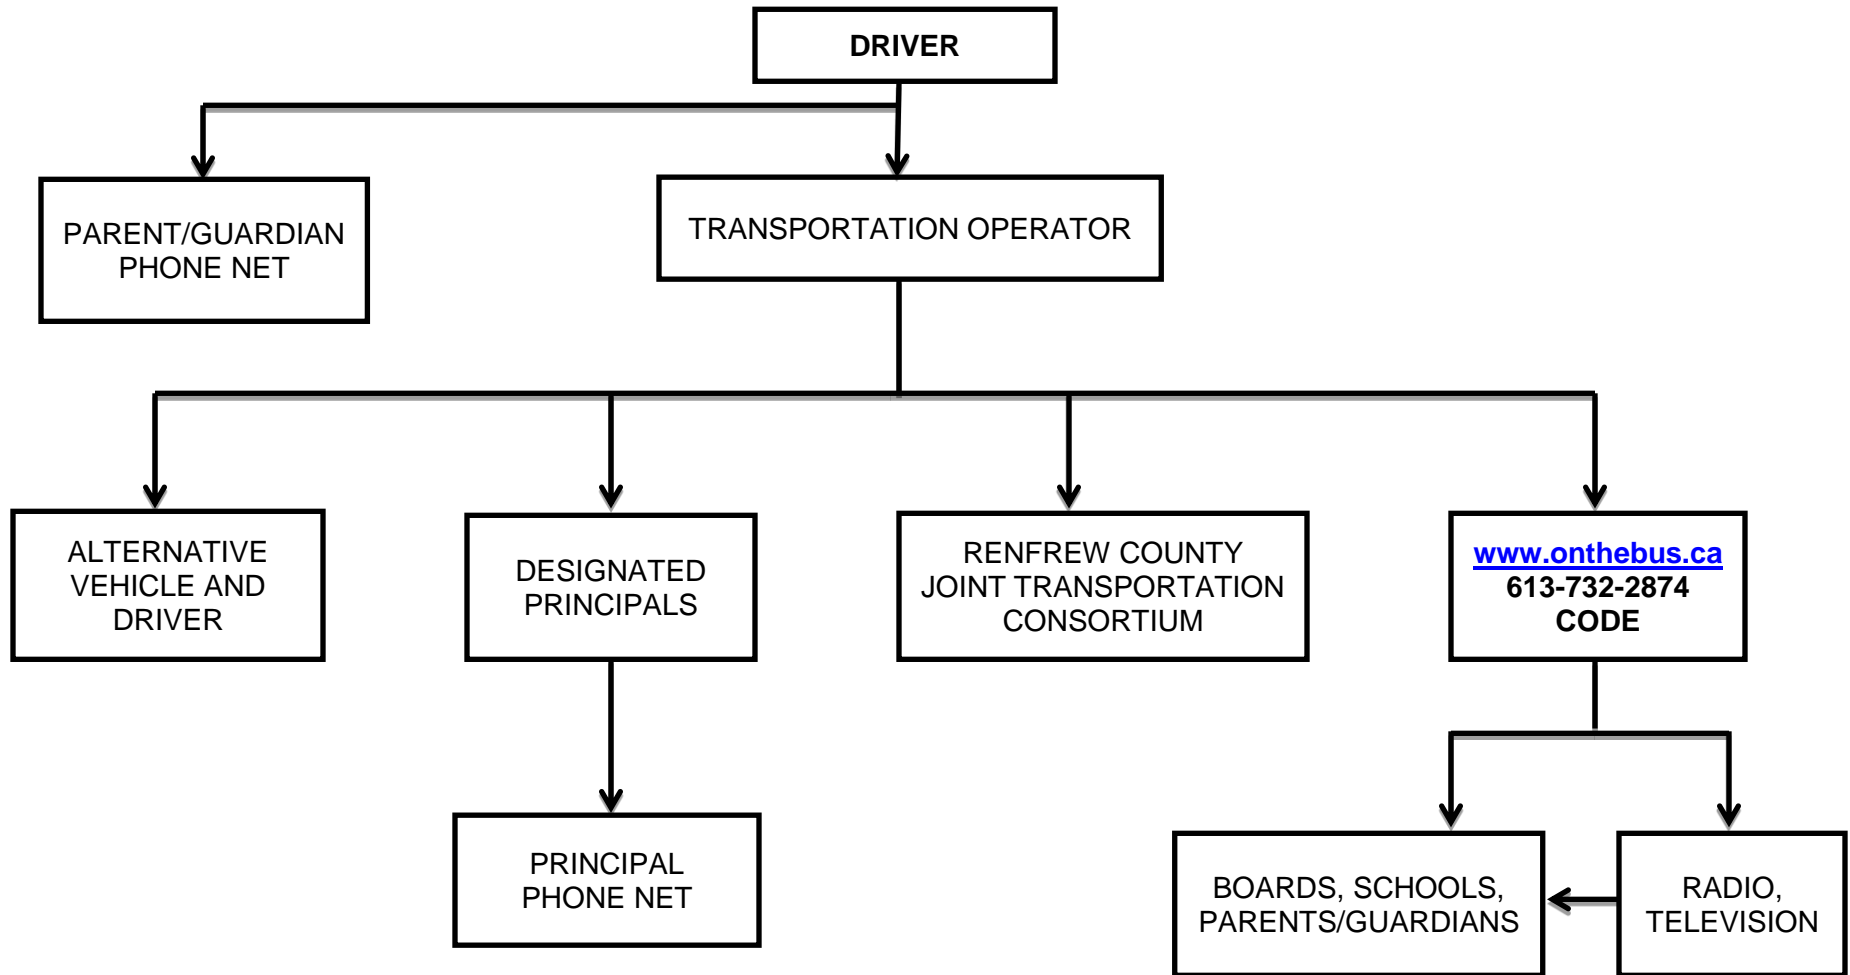 DRIVER
PARENT/GUARDIAN
PHONE NET
TRANSPORTATION OPERATOR
ALTERNATIVE
VEHICLE AND
DRIVER
DESIGNATED
PRINCIPALS
RENFREW COUNTY
JOINT TRANSPORTATION
CONSORTIUM
www.onthebus.ca
613-732-2874
CODE
PRINCIPAL
PHONE NET
BOARDS, SCHOOLS,
PARENTS/GUARDIANS
RADIO,
TELEVISION